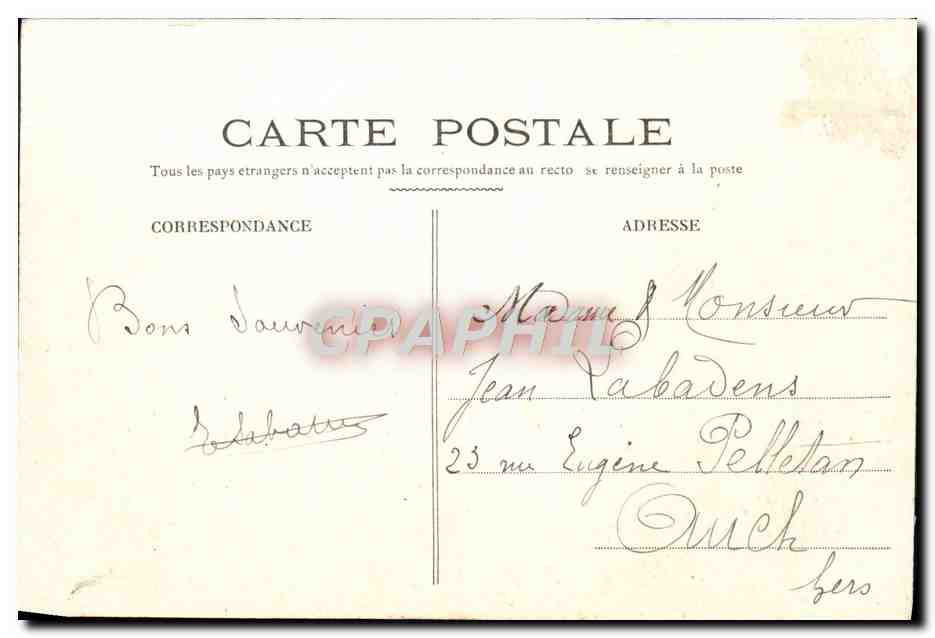 CARTE POSTALE
Tous les pays etrangers n'acceptent pas la correspondance au recto se renseigner à la poste
CORRESPONDANCE
Bons Souvenirs
ADRESSE
Madame & Monsieur
Jean Labadens
23 rue Eugène Pelletan
Auch
Gers
CPAPHIL